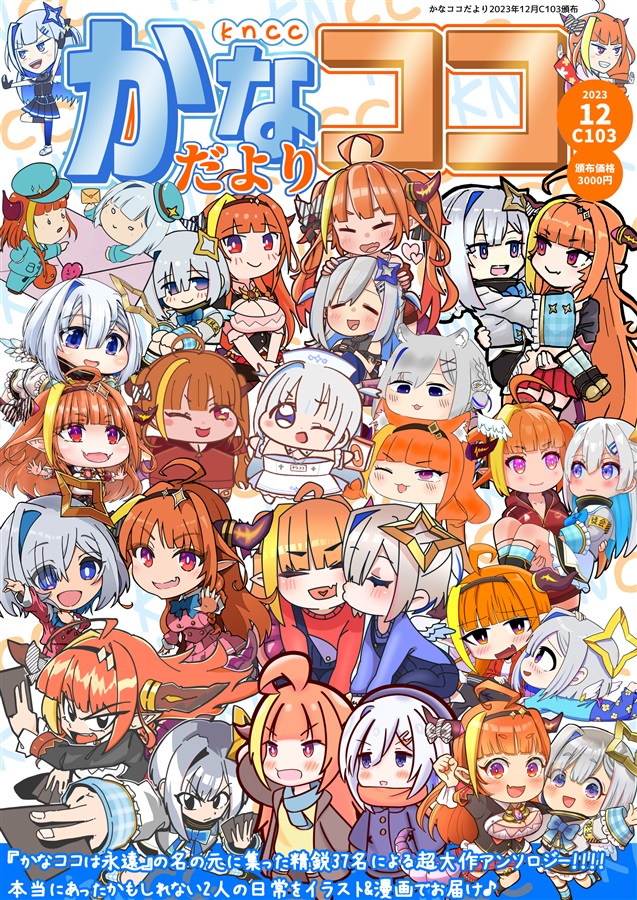 かなココだより2023年12月C103頒布
kncc
かなココ
だより
2023
12
C103
頒布価格
3000円
『かなココは永遠』の名の元に集った精鋭37名による超大作アンソロジー!!!!
本当にあったかもしれない2人の日常をイラスト&漫画でお届け♪